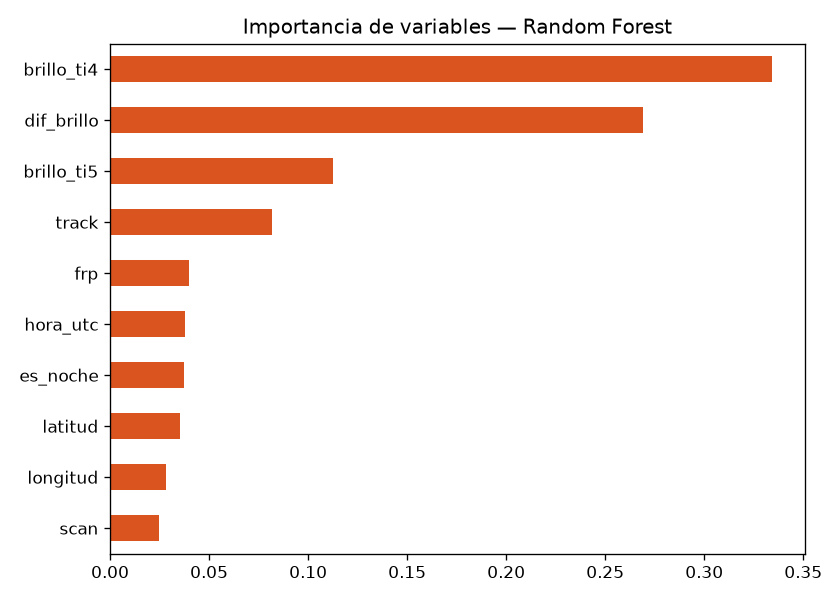 Importancia de variables — Random Forest
brillo_ti4
dif_brillo
brillo_ti5
track
frp
hora_utc
es_noche
latitud
longitud
scan
0.00 0.05 0.10 0.15 0.20 0.25 0.30 0.35